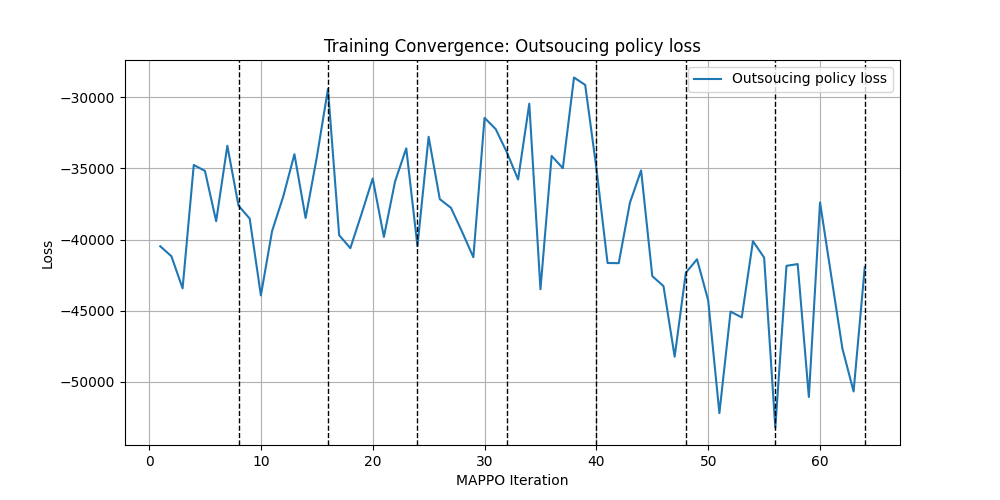 Training Convergence: Outsoucing policy loss
Outsoucing policy loss
Loss
−30000
−35000
−40000
−45000
−50000
0 10 20 30 40 50 60
MAPPO Iteration